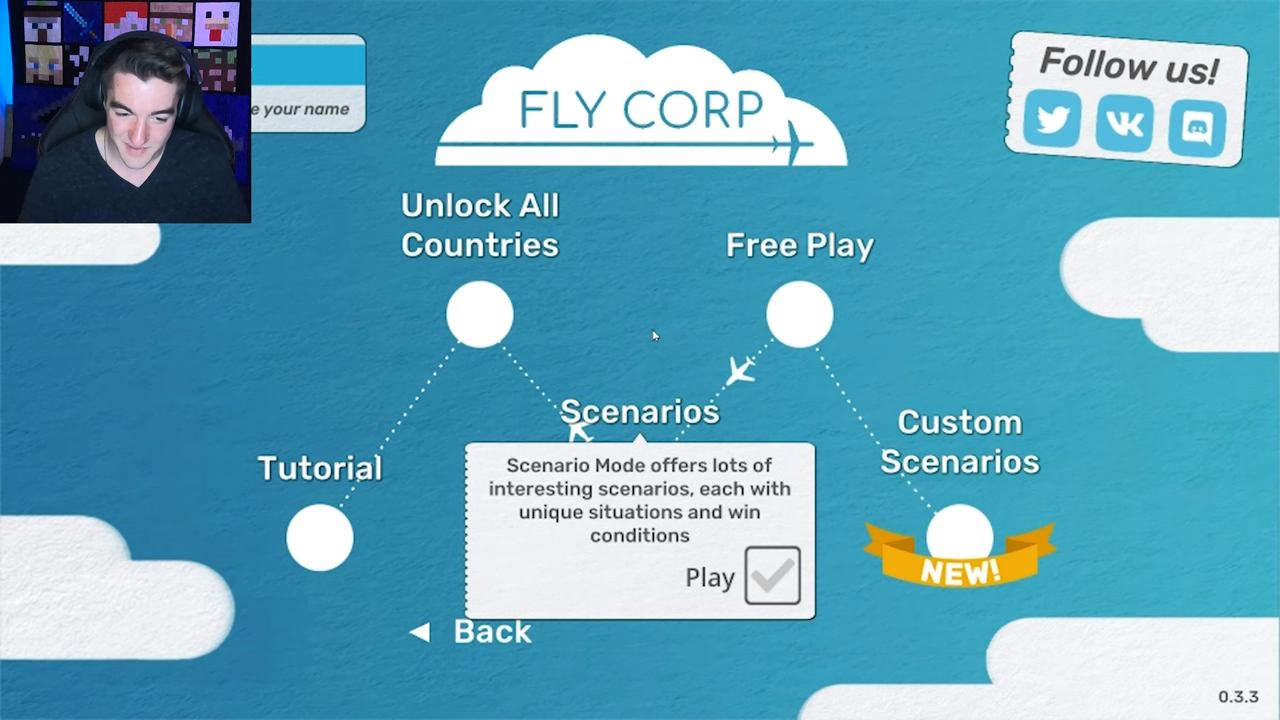 e your name
FLY CORP
Follow us!
Unlock All
Countries
Free Play
Scenarios
Scenario Mode offers lots of
interesting scenarios, each with
unique situations and win
conditions
Play
Tutorial
Custom
Scenarios
NEW!
Back
0.3.3